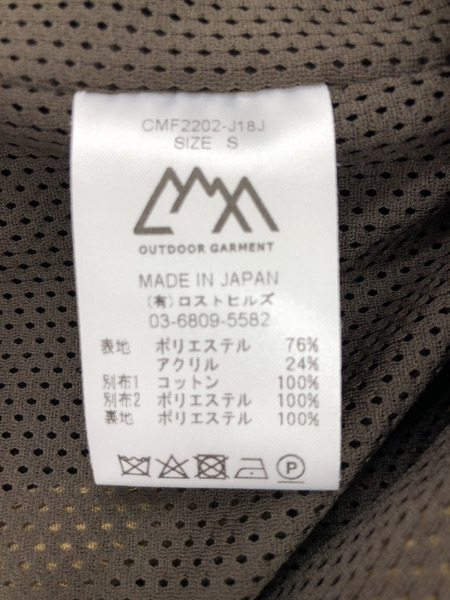 CMF2202-J18J
SIZE S
OUTDOOR GARMENT
MADE IN JAPAN
(有)ロストヒルズ
03-6809-5582
表地 ポリエステル 76%
アクリル 24%
別布1 コットン 100%
別布2 ポリエステル 100%
裏地 ポリエステル 100%
P